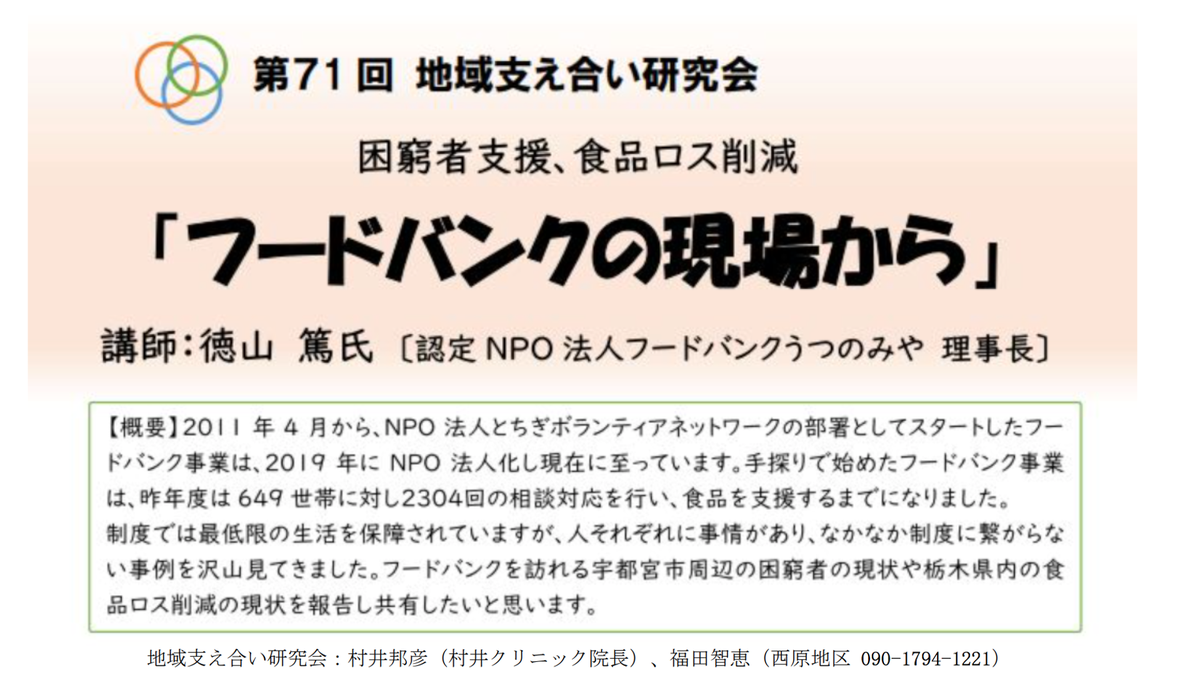 第71回 地域支え合い研究会
困窮者支援、食品ロス削減
「フードバンクの現場から」
講師:徳山 篤氏 〔認定 NPO 法人フードバンクうつのみや 理事長〕
【概要】2011 年 4 月から、NPO 法人とちぎボランティアネットワークの部署としてスタートしたフー
ドバンク事業は、2019 年に NPO 法人化し現在に至っています。手探りで始めたフードバンク事業
は、昨年度は 649 世帯に対し2304回の相談対応を行い、食品を支援するまでになりました。
制度では最低限の生活を保障されていますが、人それぞれに事情があり、なかなか制度に繋がらな
い事例を沢山見てきました。フードバンクを訪れる宇都宮市周辺の困窮者の現状や栃木県内の食
品ロス削減の現状を報告し共有したいと思います。
地域支え合い研究会:村井邦彦(村井クリニック院長)、福田智恵(西原地区 090-1794-1221)